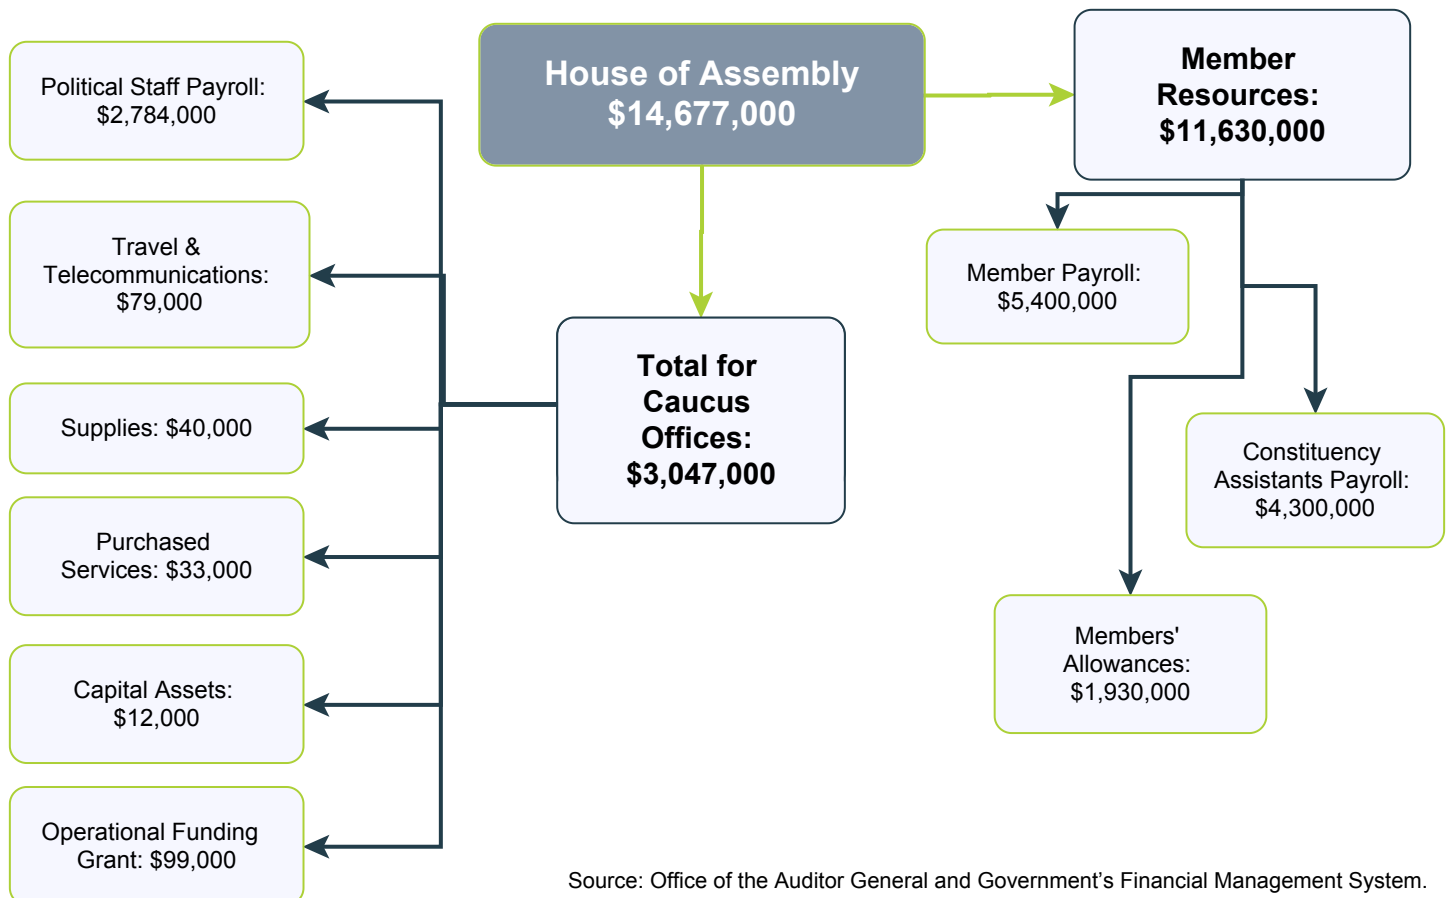 House of Assembly
$14,677,000
Member
Resources:
$11,630,000
Political Staff Payroll:
$2,784,000
Travel &
Telecommunications:
$79,000
Supplies: $40,000
Purchased
Services: $33,000
Capital Assets:
$12,000
Operational Funding
Grant: $99,000
Total for
Caucus
Offices:
$3,047,000
Member Payroll:
$5,400,000
Constituency
Assistants Payroll:
$4,300,000
Members'
Allowances:
$1,930,000
Source: Office of the Auditor General and Government’s Financial Management System.